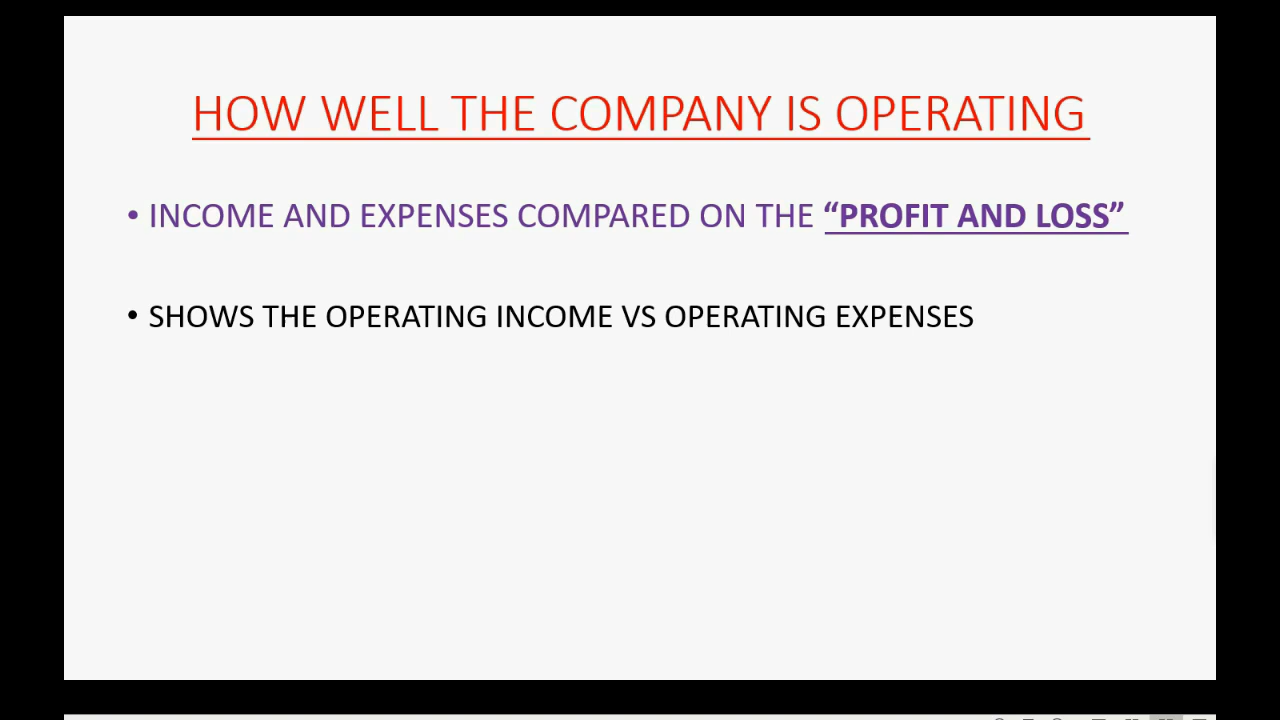 HOW WELL THE COMPANY IS OPERATING
• INCOME AND EXPENSES COMPARED ON THE “PROFIT AND LOSS”
• SHOWS THE OPERATING INCOME VS OPERATING EXPENSES